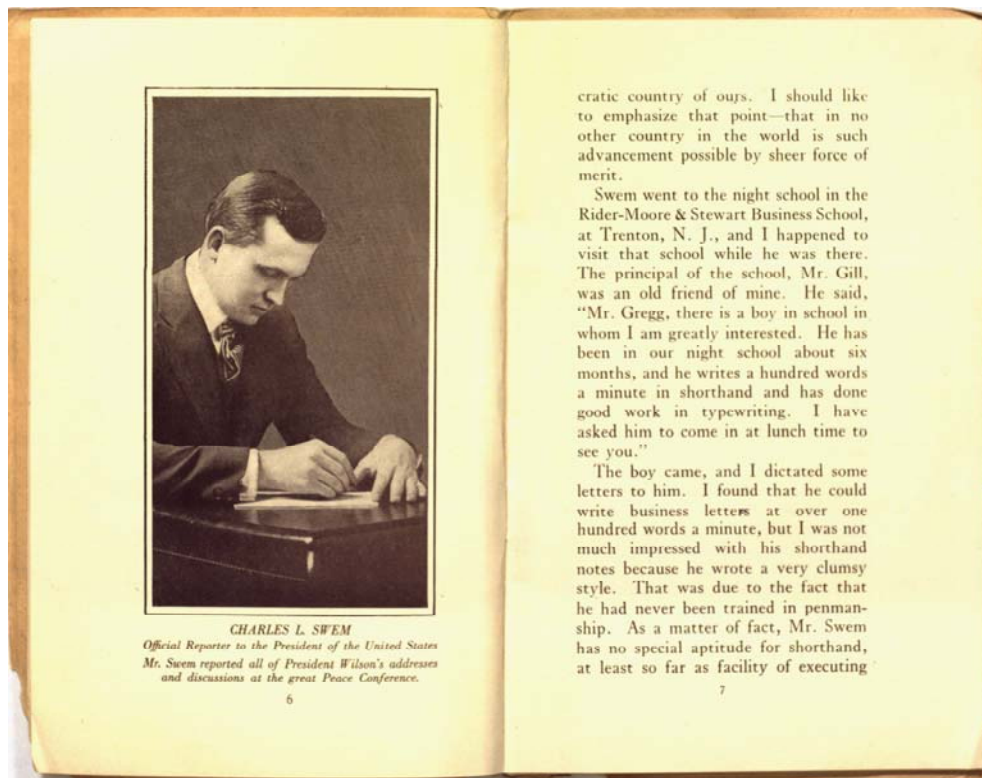 CHARLES L. SWEM
Official Reporter to the President of the United States
Mr. Swem reported all of President Wilson's addresses
and discussions at the great Peace Conference.
6
cratic country of ours. I should like
to emphasize that point—that in no
other country in the world is such
advancement possible by sheer force of
merit.
Swem went to the night school in the
Rider-Moore & Stewart Business School,
at Trenton, N. J., and I happened to
visit that school while he was there.
The principal of the school, Mr. Gill,
was an old friend of mine. He said,
“Mr. Gregg, there is a boy in school in
whom I am greatly interested. He has
been in our night school about six
months, and he writes a hundred words
a minute in shorthand and has done
good work in typewriting. I have
asked him to come in at lunch time to
see you.”
The boy came, and I dictated some
letters to him. I found that he could
write business letters at over one
hundred words a minute, but I was not
much impressed with his shorthand
notes because he wrote a very clumsy
style. That was due to the fact that
he had never been trained in penman-
ship. As a matter of fact, Mr. Swem
has no special aptitude for shorthand,
at least so far as facility of executing
7